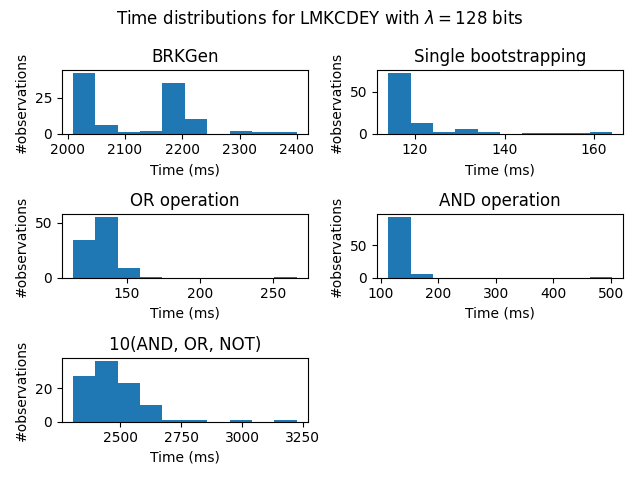 Time distributions for LMKCDEY with λ = 128 bits
BRKGen
#observations
25
0
2000 2100 2200 2300 2400
Time (ms)
Single bootstrapping
#observations
50
0
120 140 160
Time (ms)
OR operation
#observations
50
0
150 200 250
Time (ms)
AND operation
#observations
50
0
100 200 300 400 500
Time (ms)
10(AND, OR, NOT)
#observations
20
0
2500 2750 3000 3250
Time (ms)